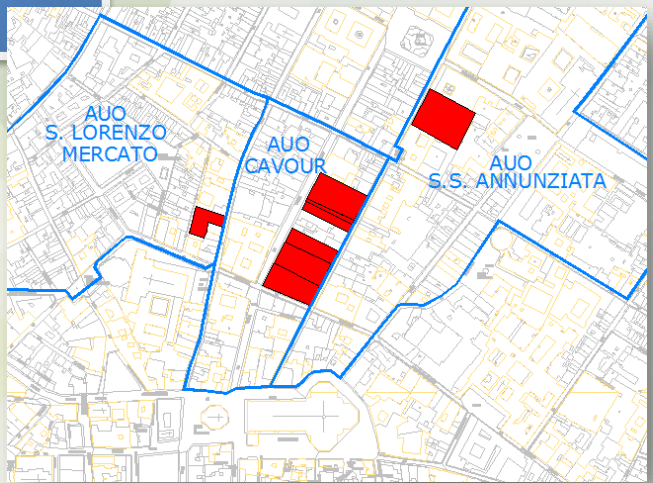 AUO
S. LORENZO
MERCATO
AUO
CAVOUR
AUO
S.S. ANNUNZIATA